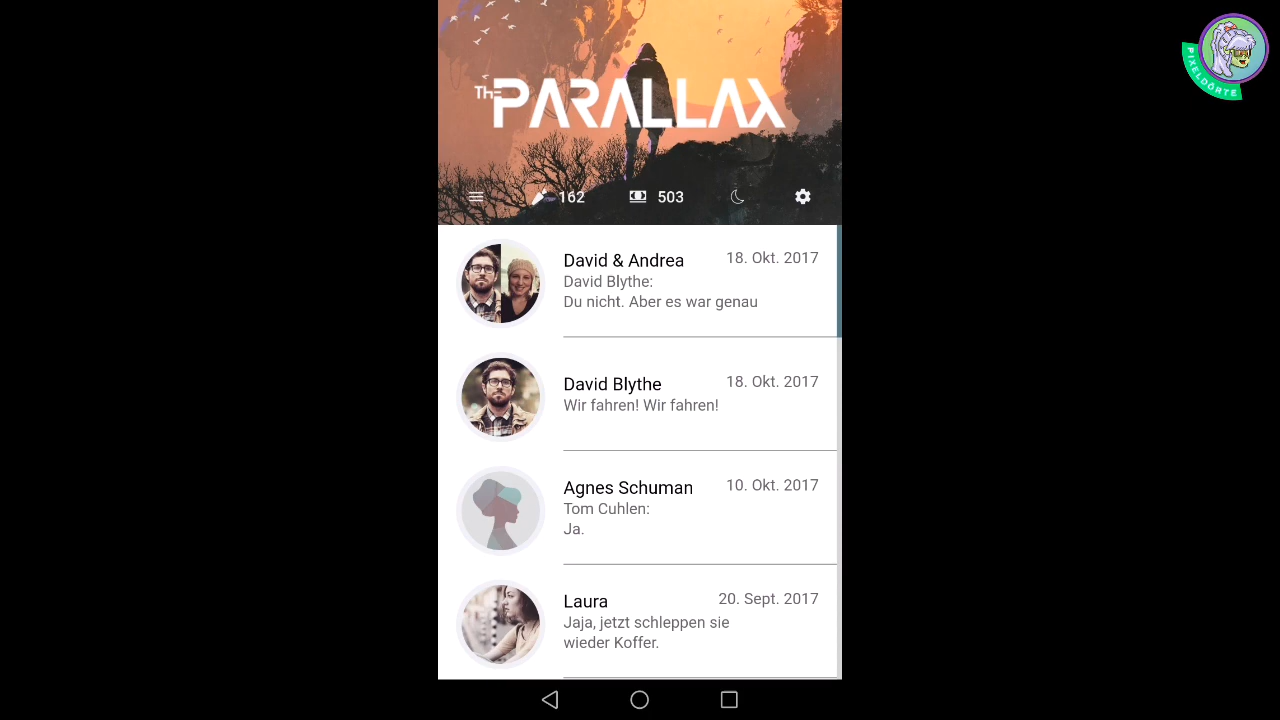 PIXELDÖRTE
The PARALLAX
162 503
David & Andrea 18. Okt. 2017
David Blythe:
Du nicht. Aber es war genau
David Blythe 18. Okt. 2017
Wir fahren! Wir fahren!
Agnes Schuman 10. Okt. 2017
Tom Cuhlen:
Ja.
Laura 20. Sept. 2017
Jaja, jetzt schleppen sie
wieder Koffer.